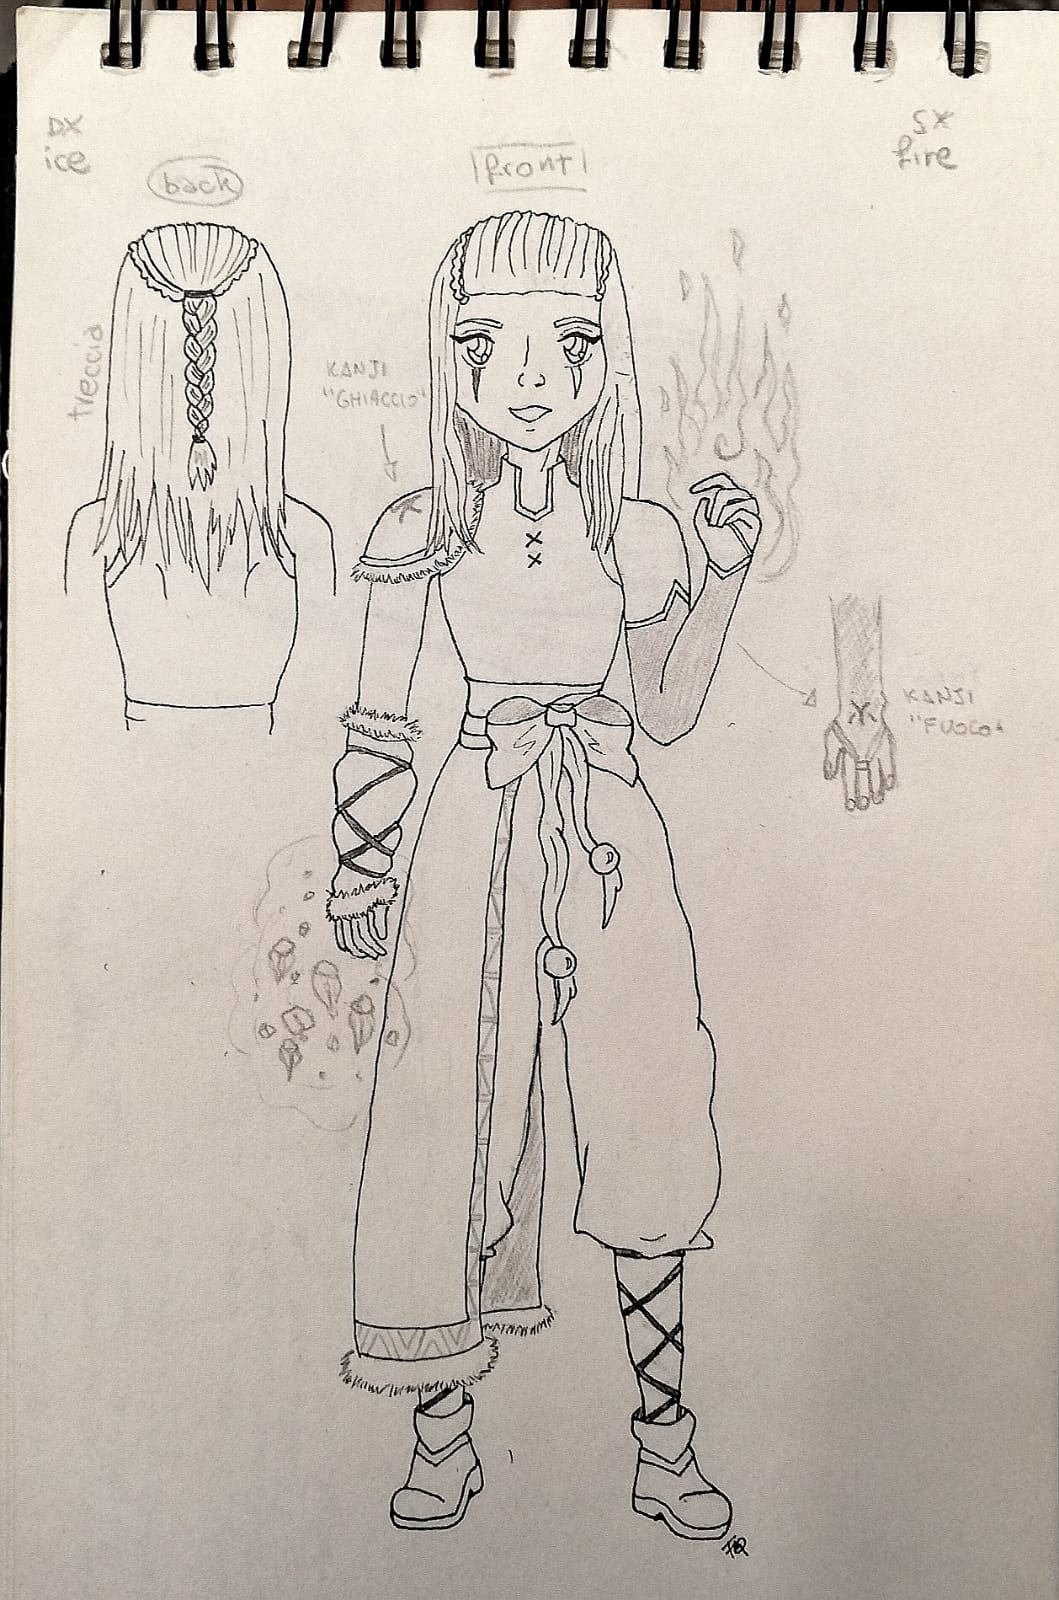 DX
ice
back
front
SX
fire
treccia
KANJI
"GHIACCIO"
KANJI
"FUOCO"